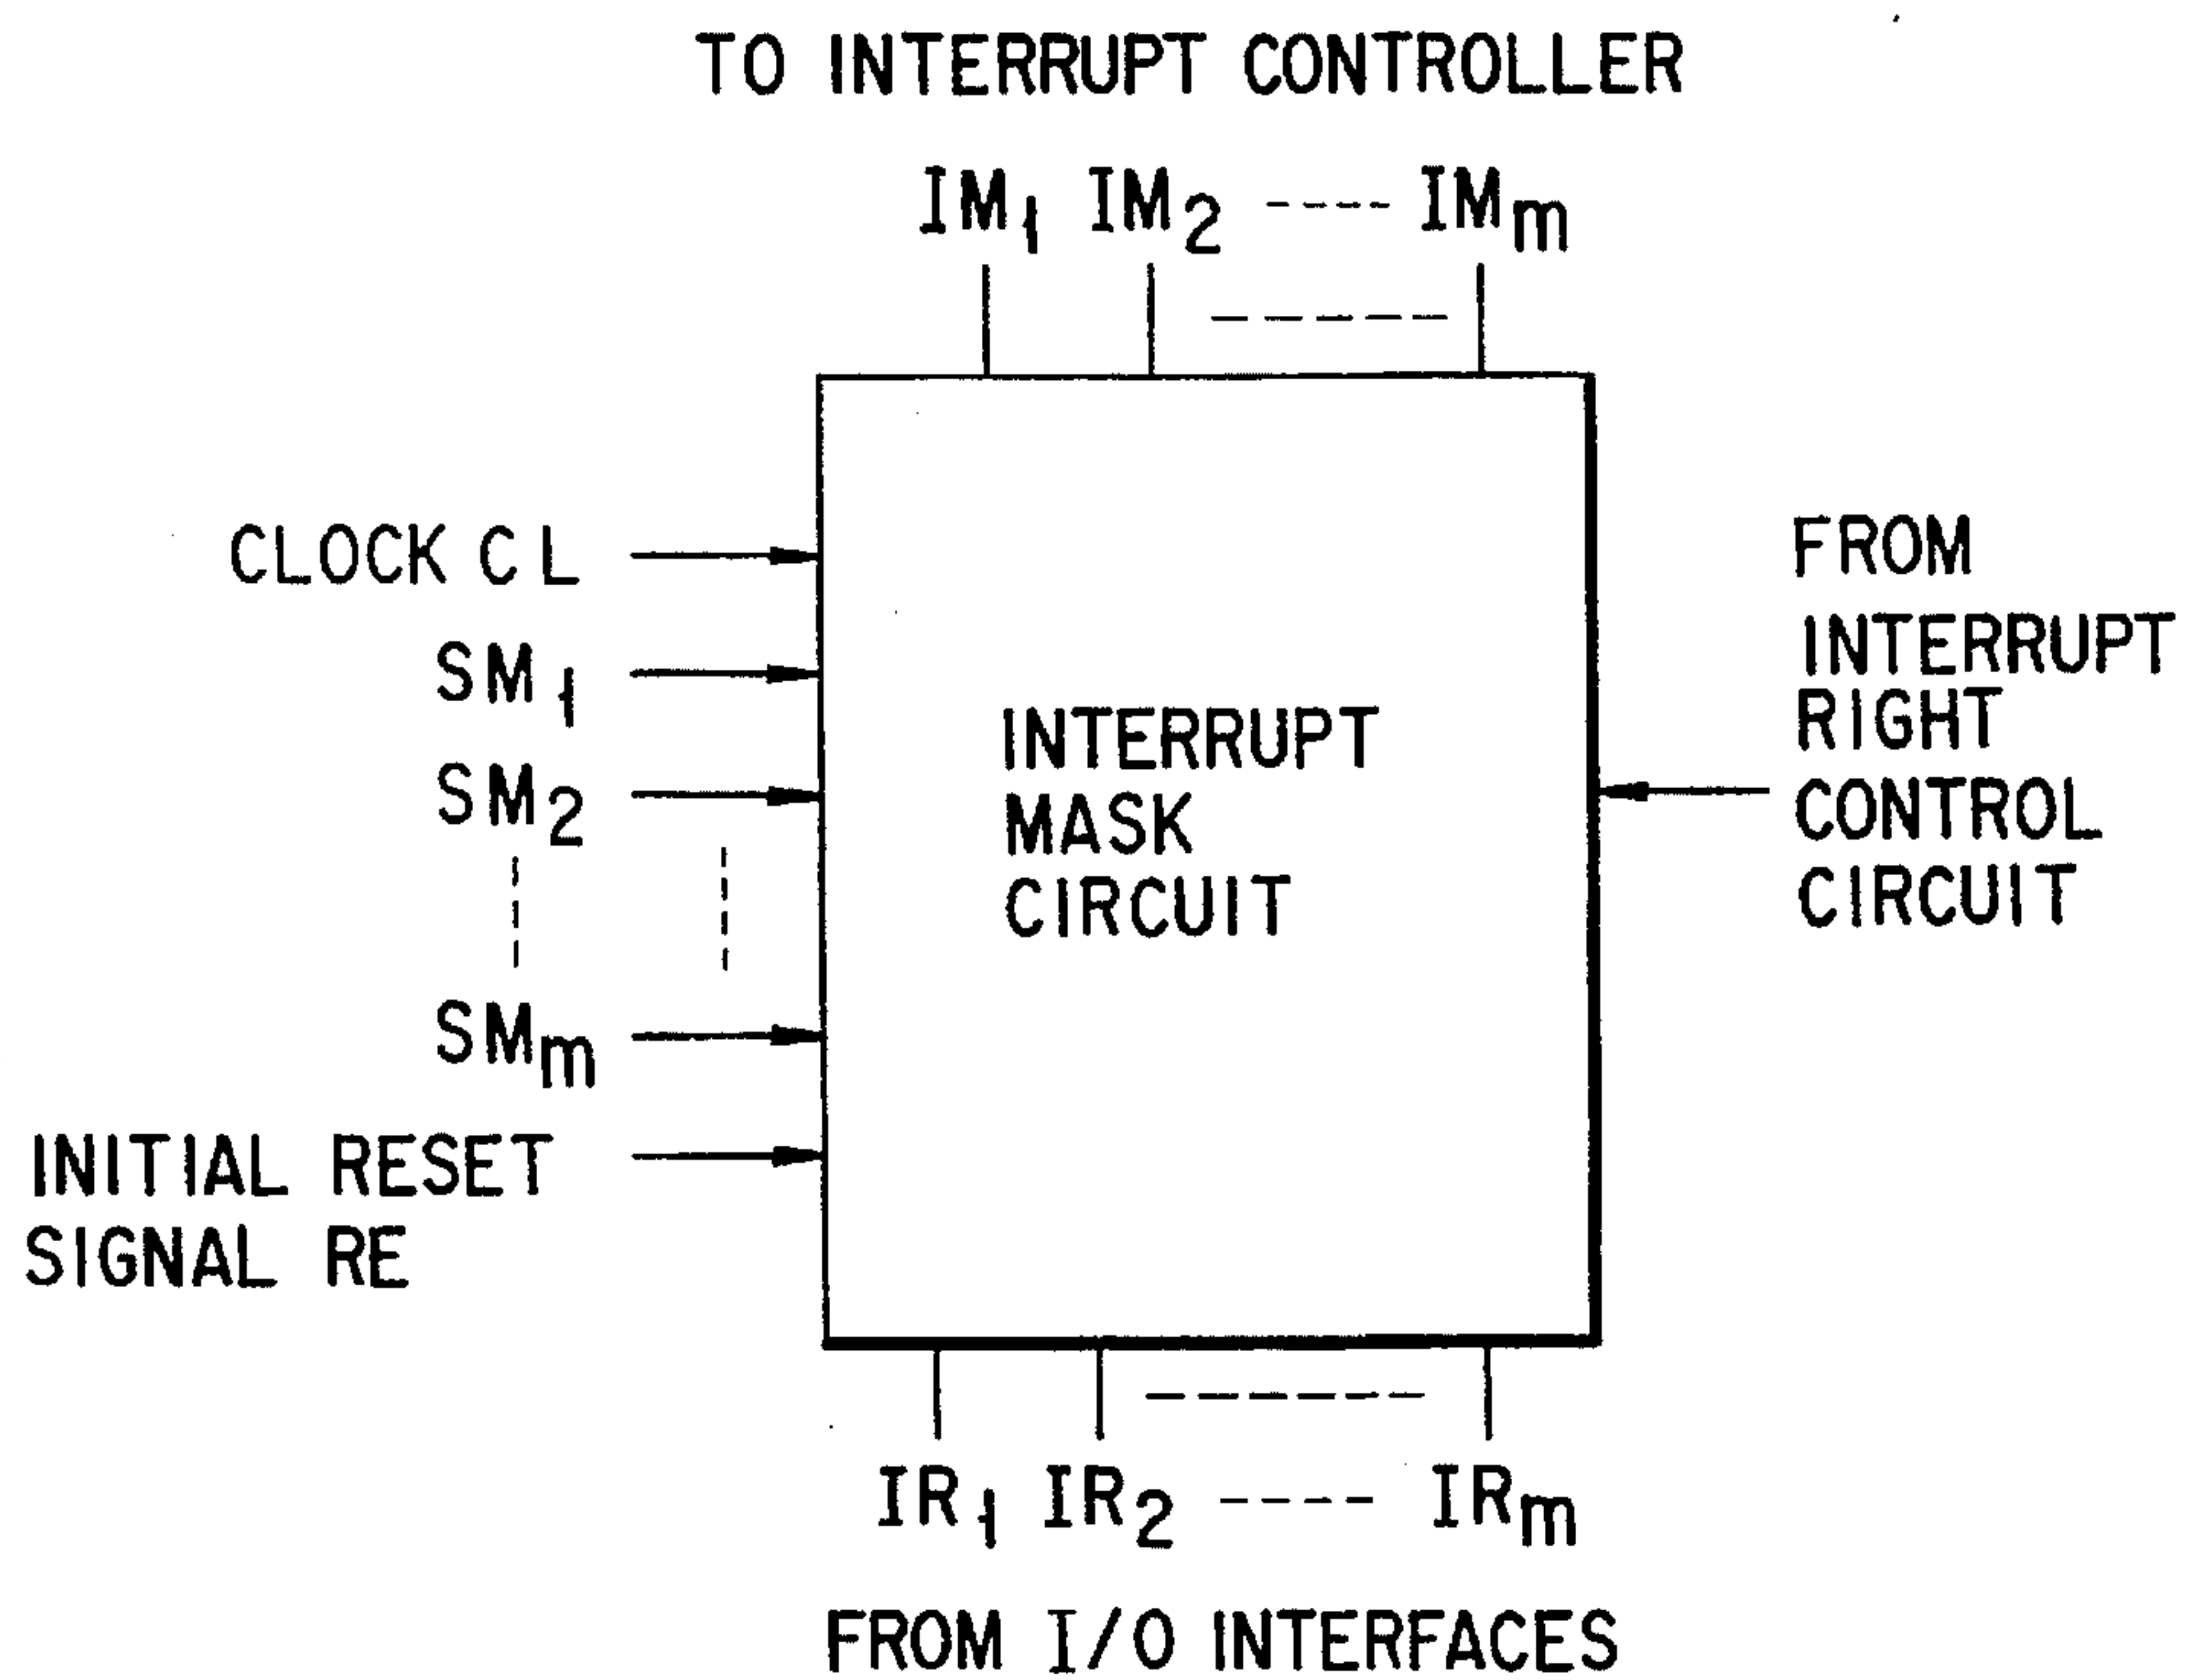 TO INTERRUPT CONTROLLER
IM1 IM2 ---- IMm
CLOCK CL
SM1
SM2
SMm
INITIAL RESET
SIGNAL RE
INTERRUPT
MASK
CIRCUIT
FROM
INTERRUPT
RIGHT
CONTROL
CIRCUIT
IR1 IR2 ---- IRm
FROM I/O INTERFACES